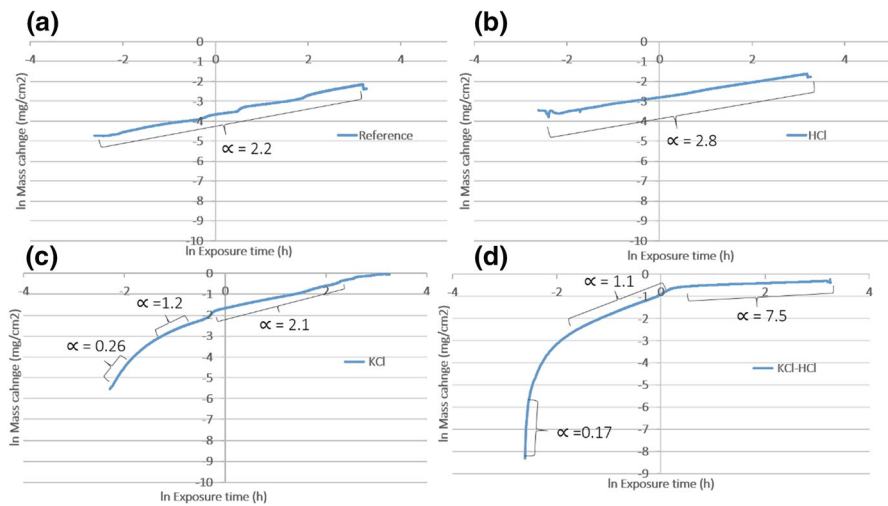 (a)
0
-4 -2 0 2 4
-1
-2
-3
-4
-5
-6
-7
-8
-9
-10
ln Mass cahnge (mg/cm2)
∝ = 2.2
Reference
ln Exposure time (h)
(b)
0
-4 -2 0 2 4
-1
-2
-3
-4
-5
-6
-7
-8
-9
-10
ln Mass cahnge (mg/cm2)
∝ = 2.8
HCl
ln Exposure time (h)
(c)
0
-4 -2 0 2 4
-1
-2
-3
-4
-5
-6
-7
-8
-9
-10
ln Mass cahnge (mg/cm2)
∝ =1.2
∝ = 2.1
∝ = 0.26
KCl
ln Exposure time (h)
(d)
0
-4 -2 0 2 4
-1
-2
-3
-4
-5
-6
-7
-8
-9
ln Mass cahnge (mg/cm2)
∝ = 1.1
∝ = 7.5
∝ =0.17
KCl-HCl
ln Exposure time (h)